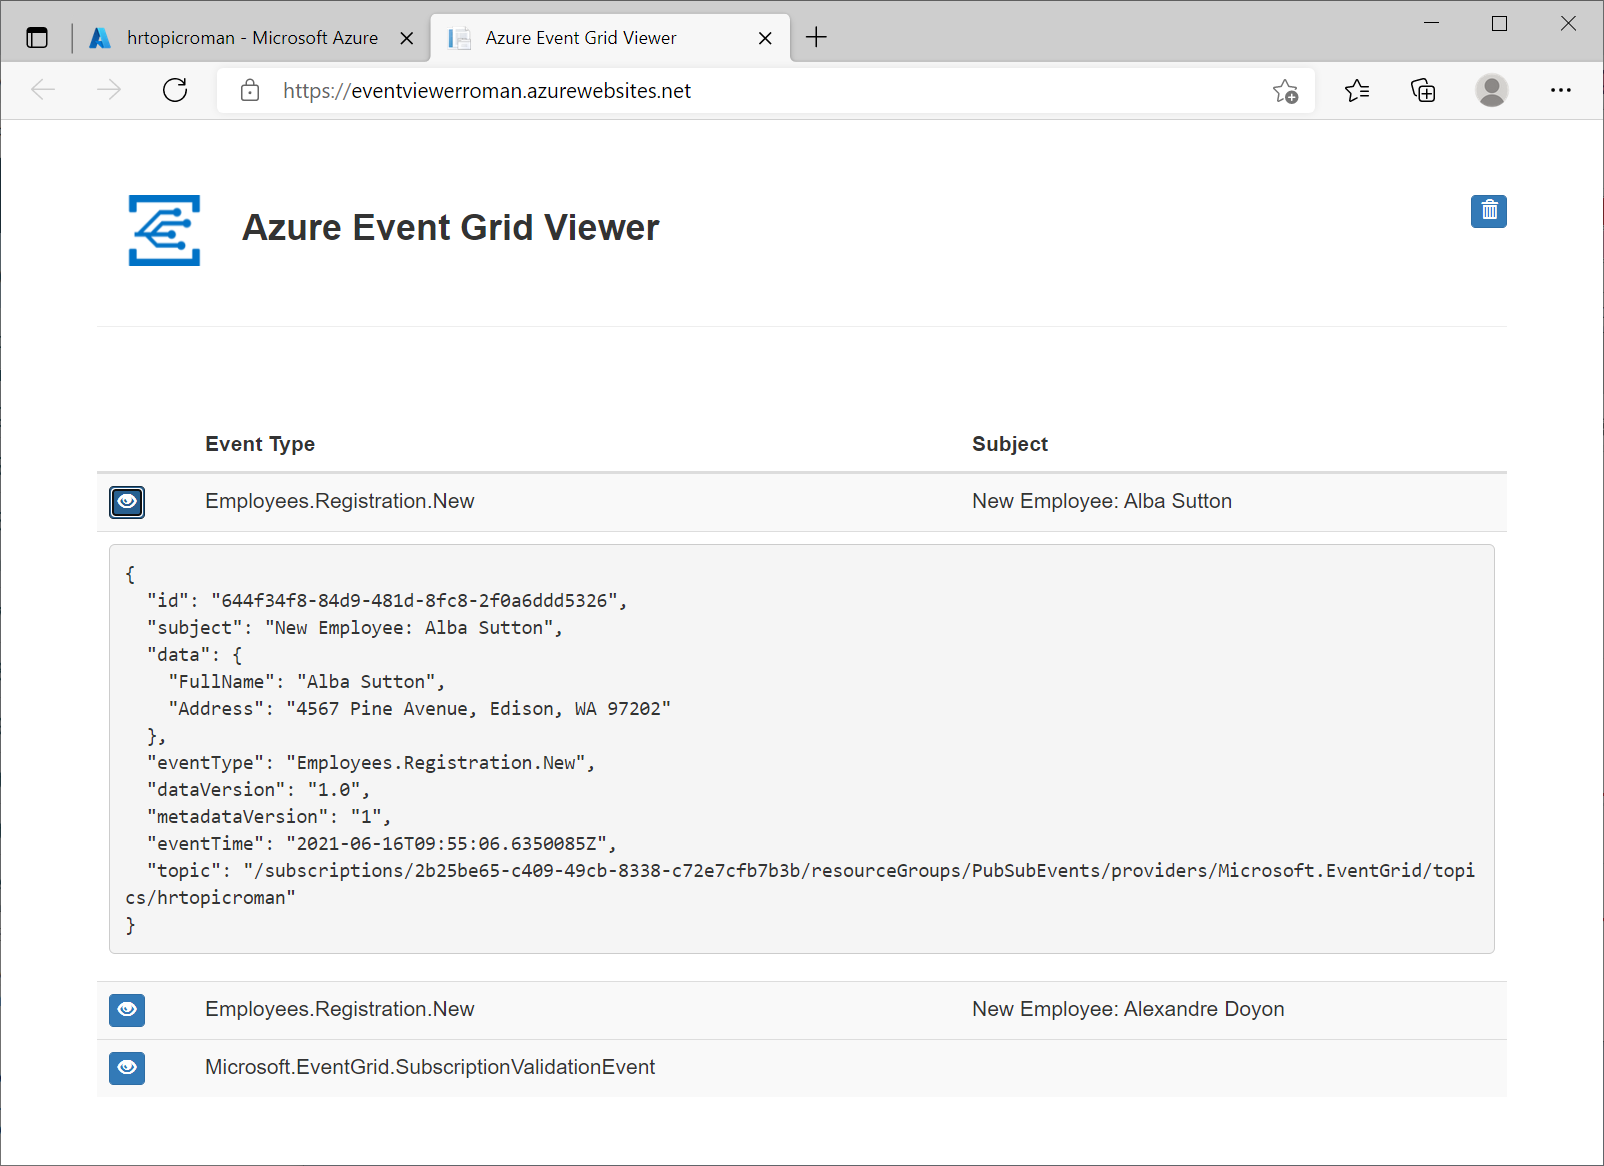 hrtopicroman - Microsoft Azure
Azure Event Grid Viewer
https://eventviewerroman.azurewebsites.net
Azure Event Grid Viewer
Event Type Subject
Employees.Registration.New New Employee: Alba Sutton
{
"id": "644f34f8-84d9-481d-8fc8-2f0a6ddd5326",
"subject": "New Employee: Alba Sutton",
"data": {
"FullName": "Alba Sutton",
"Address": "4567 Pine Avenue, Edison, WA 97202"
},
"eventType": "Employees.Registration.New",
"dataVersion": "1.0",
"metadataVersion": "1",
"eventTime": "2021-06-16T09:55:06.6350085Z",
"topic": "/subscriptions/2b25be65-c409-49cb-8338-c72e7cfb7b3b/resourceGroups/PubSubEvents/providers/Microsoft.EventGrid/topi
cs/hrtopicroman"
}
Employees.Registration.New New Employee: Alexandre Doyon
Microsoft.EventGrid.SubscriptionValidationEvent